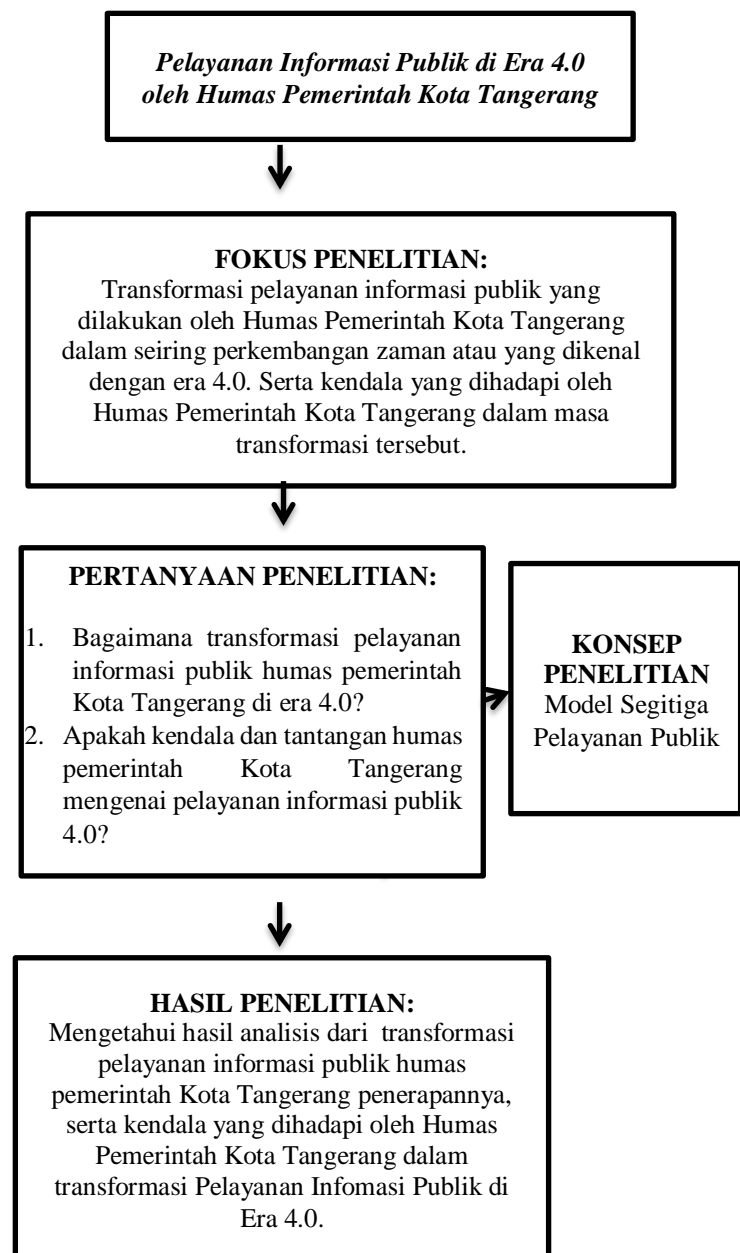 Pelayanan Informasi Publik di Era 4.0
oleh Humas Pemerintah Kota Tangerang
FOKUS PENELITIAN:
Transformasi pelayanan informasi publik yang
dilakukan oleh Humas Pemerintah Kota Tangerang
dalam seiring perkembangan zaman atau yang dikenal
dengan era 4.0. Serta kendala yang dihadapi oleh
Humas Pemerintah Kota Tangerang dalam masa
transformasi tersebut.
PERTANYAAN PENELITIAN:
1. Bagaimana transformasi pelayanan
informasi publik humas pemerintah
Kota Tangerang di era 4.0?
2. Apakah kendala dan tantangan humas
pemerintah Kota Tangerang
mengenai pelayanan informasi publik
4.0?
KONSEP
PENELITIAN
Model Segitiga
Pelayanan Publik
HASIL PENELITIAN:
Mengetahui hasil analisis dari transformasi
pelayanan informasi publik humas
pemerintah Kota Tangerang penerapannya,
serta kendala yang dihadapi oleh Humas
Pemerintah Kota Tangerang dalam
transformasi Pelayanan Infomasi Publik di
Era 4.0.